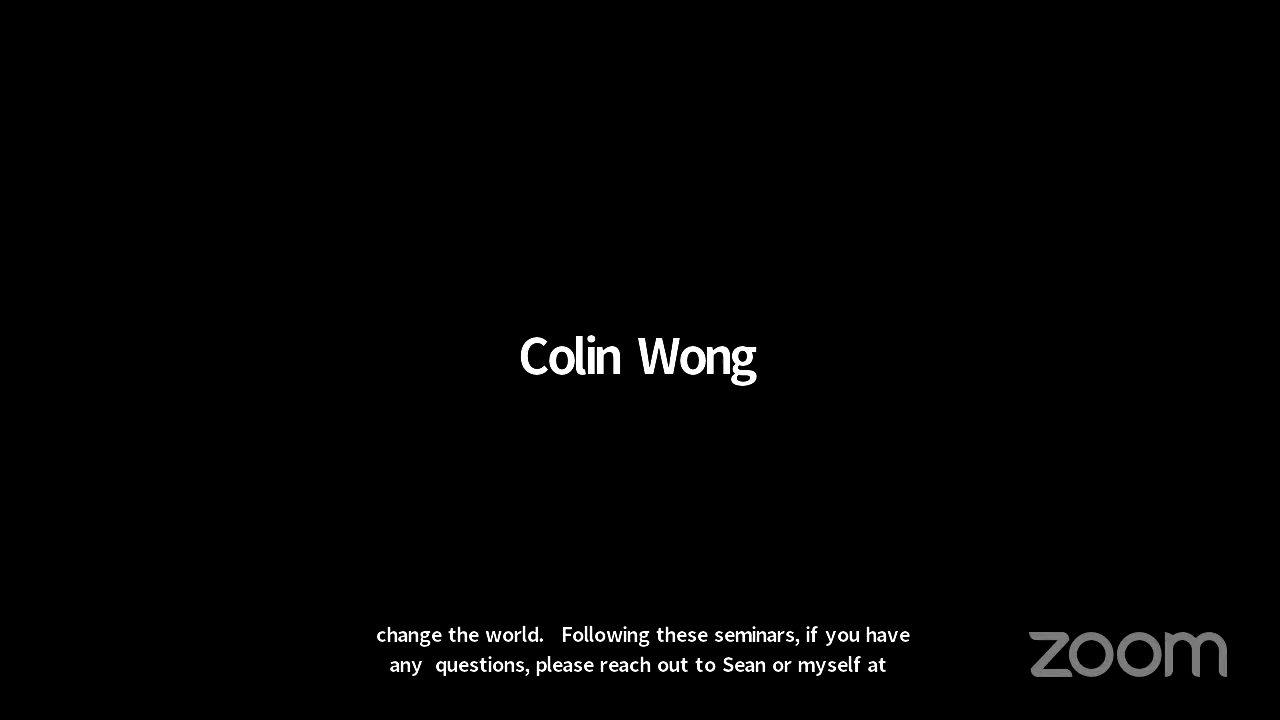 Colin Wong
change the world.   Following these seminars, if you have
any  questions, please reach out to Sean or myself at
zoom